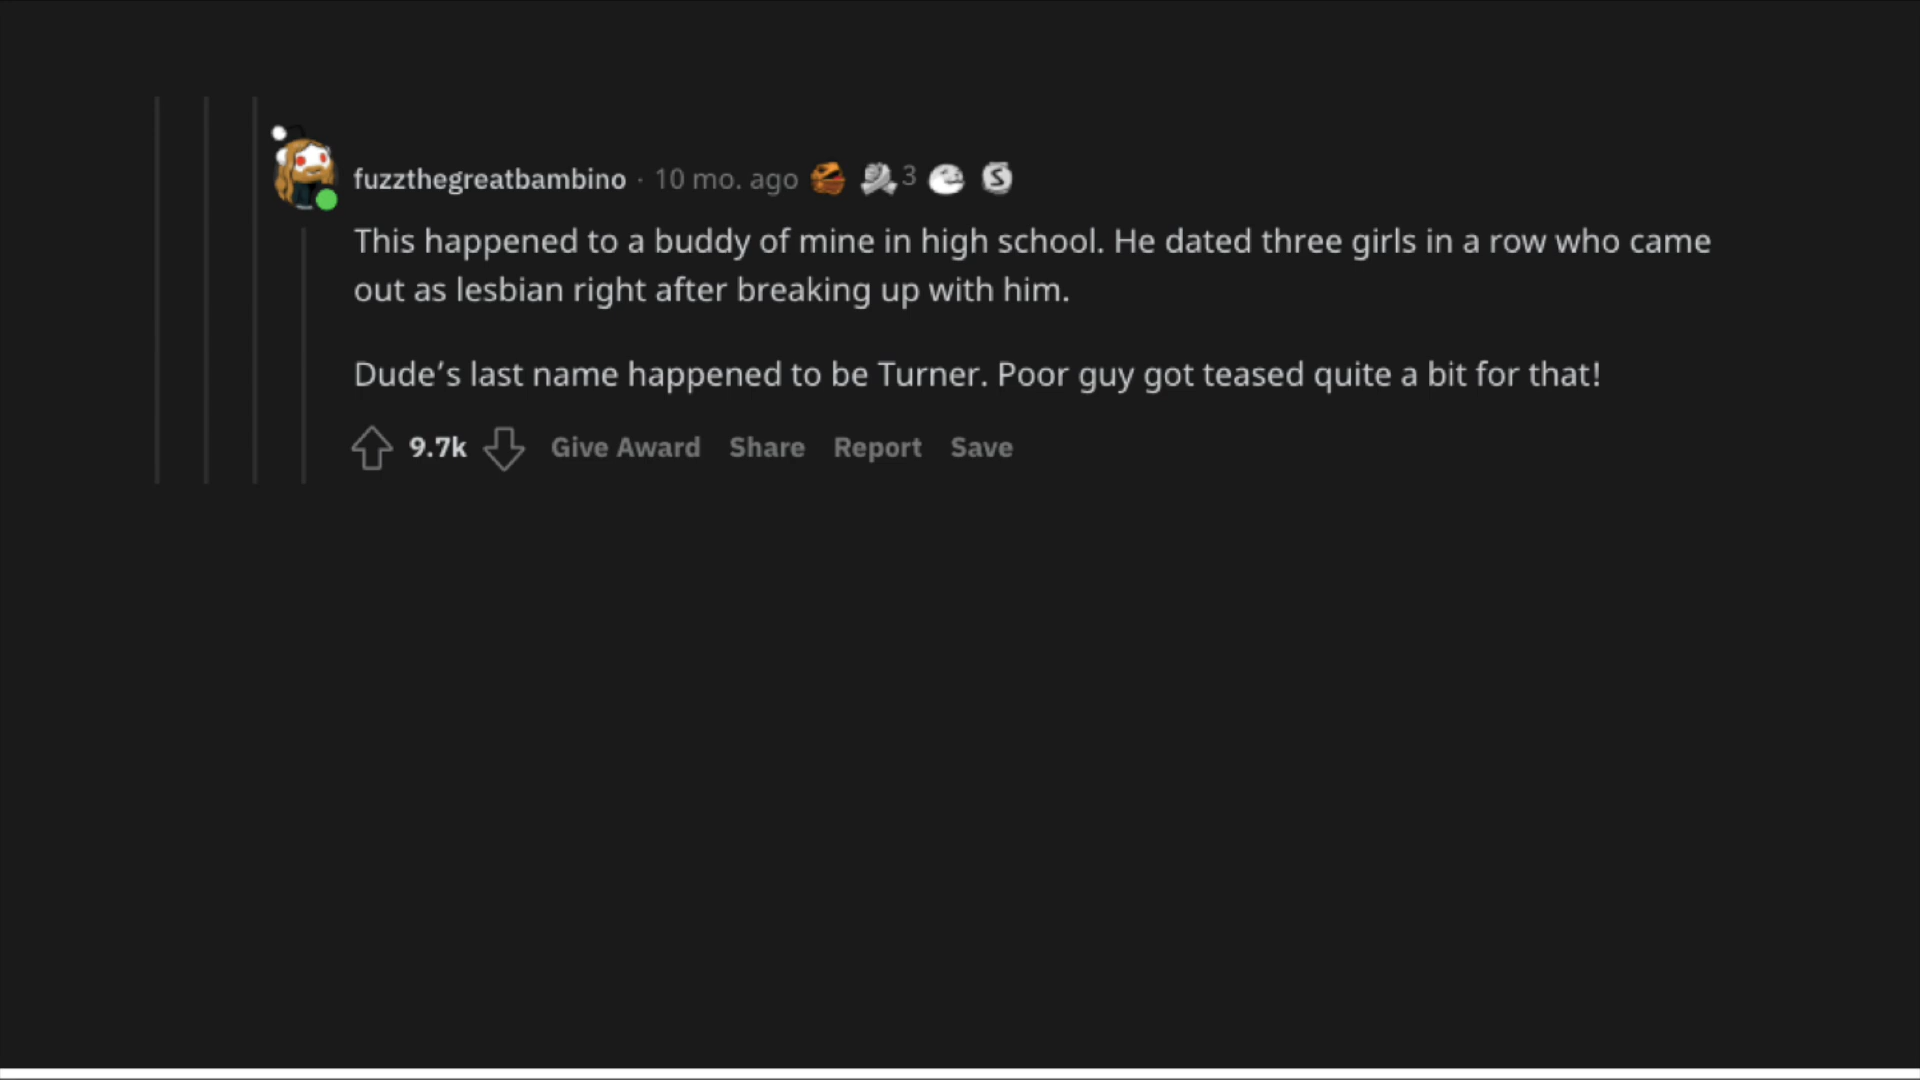 fuzzthegreatbambino · 10 mo. ago 3 S
This happened to a buddy of mine in high school. He dated three girls in a row who came
out as lesbian right after breaking up with him.
Dude’s last name happened to be Turner. Poor guy got teased quite a bit for that!
9.7k Give Award Share Report Save